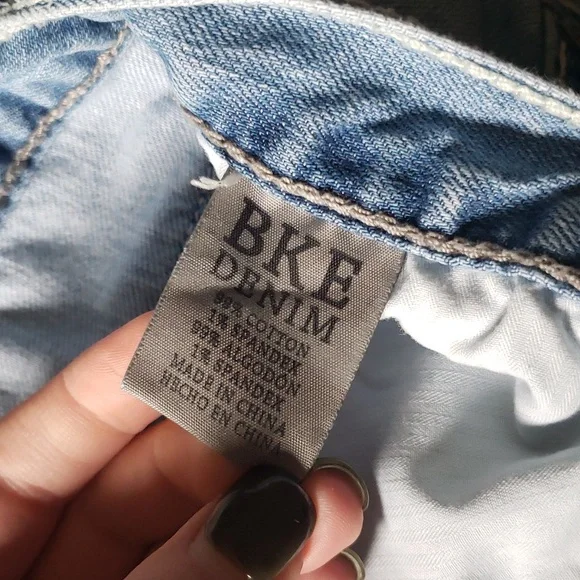 BKE
DENIM
99% COTTON
1% SPANDEX
99% ALGODÓN
1% SPANDEX
MADE IN CHINA
HECHO EN CHINA